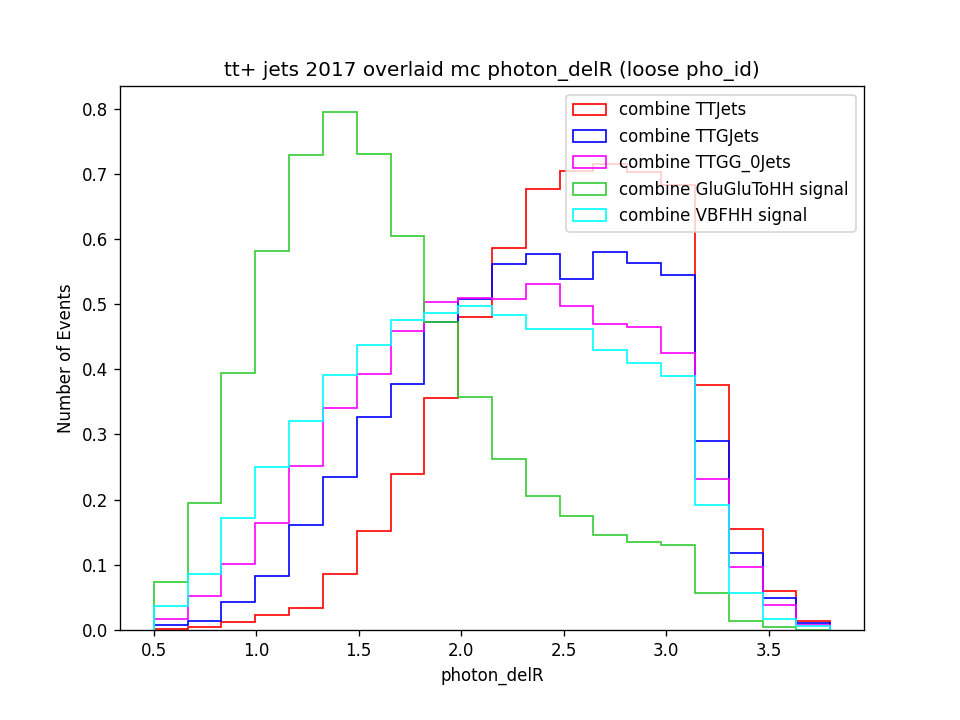 tt+ jets 2017 overlaid mc photon_delR (loose pho_id)
combine TTJets
combine TTGJets
combine TTGG_0Jets
combine GluGluToHH signal
combine VBFHH signal
Number of Events
0.8
0.7
0.6
0.5
0.4
0.3
0.2
0.1
0.0
0.5 1.0 1.5 2.0 2.5 3.0 3.5
photon_delR